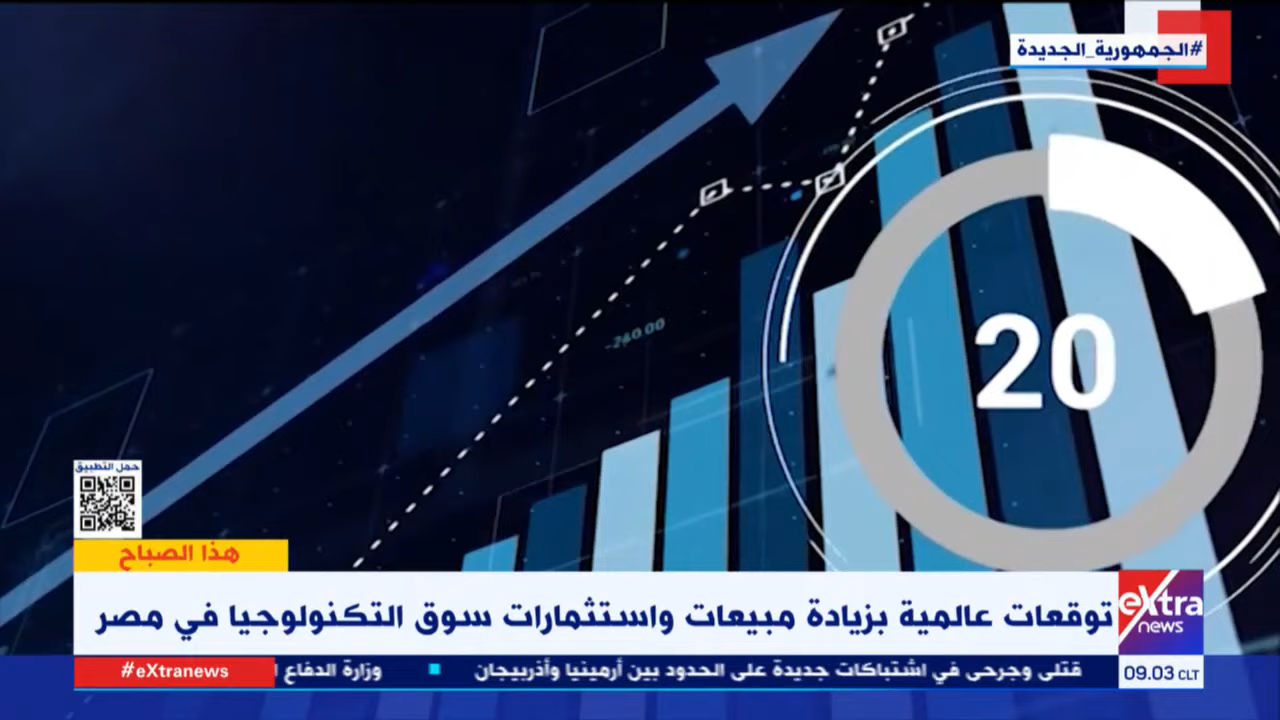 #الجمهورية_الجديدة
-240.00
20
حمل التطبيق
هذا الصباح
توقعات عالمية بزيادة مبيعات واستثمارات سوق التكنولوجيا في مصر
eXtra news
قتلى وجرحى في اشتباكات جديدة على الحدود بين أرمينيا وأذربيجان
وزارة الدفاع
#eXtranews
09.03 CLT